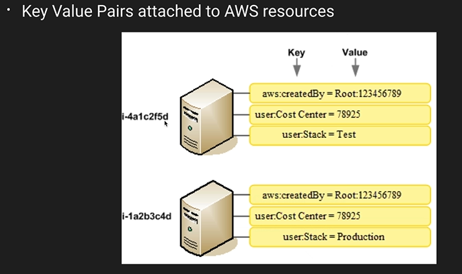 • Key Value Pairs attached to AWS resources
Key Value
aws:createdBy = Root:123456789
i-4a1c2f5d
user:Cost Center = 78925
user:Stack = Test
aws:createdBy = Root:123456789
i-1a2b3c4d
user:Cost Center = 78925
user:Stack = Production